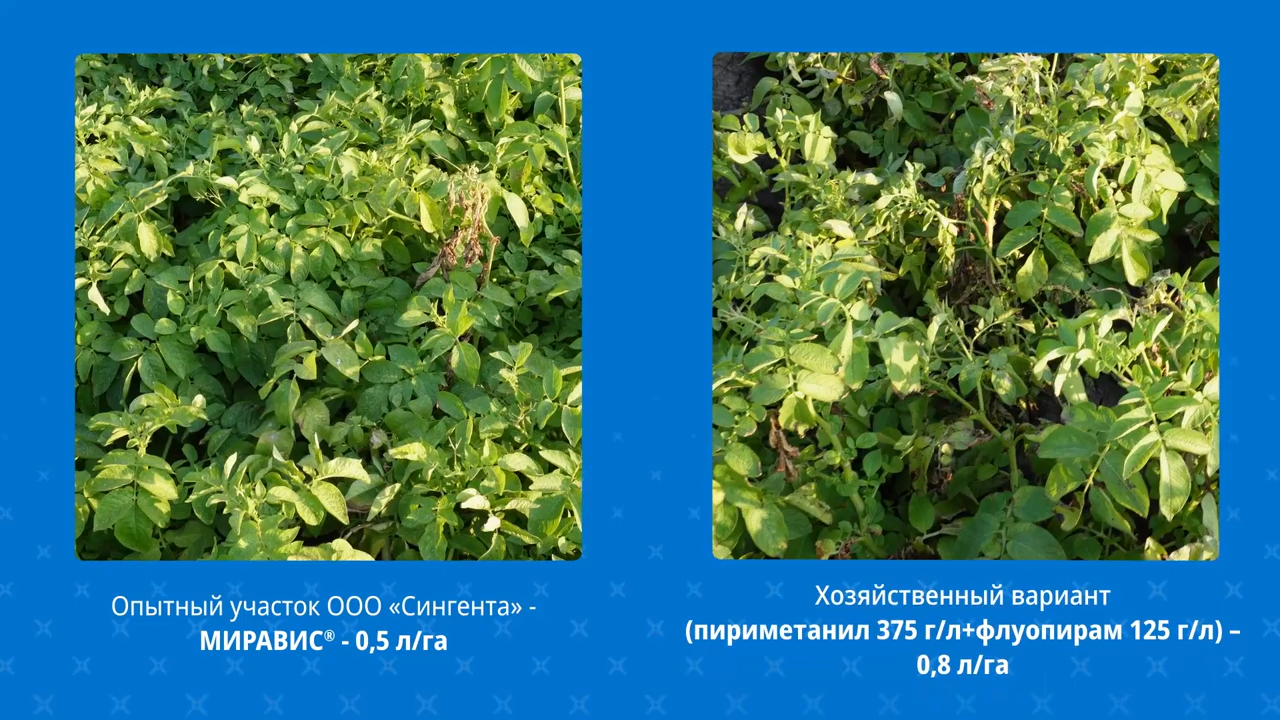 Опытный участок ООО «Сингента» -
МИРАВИС® - 0,5 л/га
Хозяйственный вариант
(пириметанил 375 г/л+флуопирам 125 г/л) –
0,8 л/га